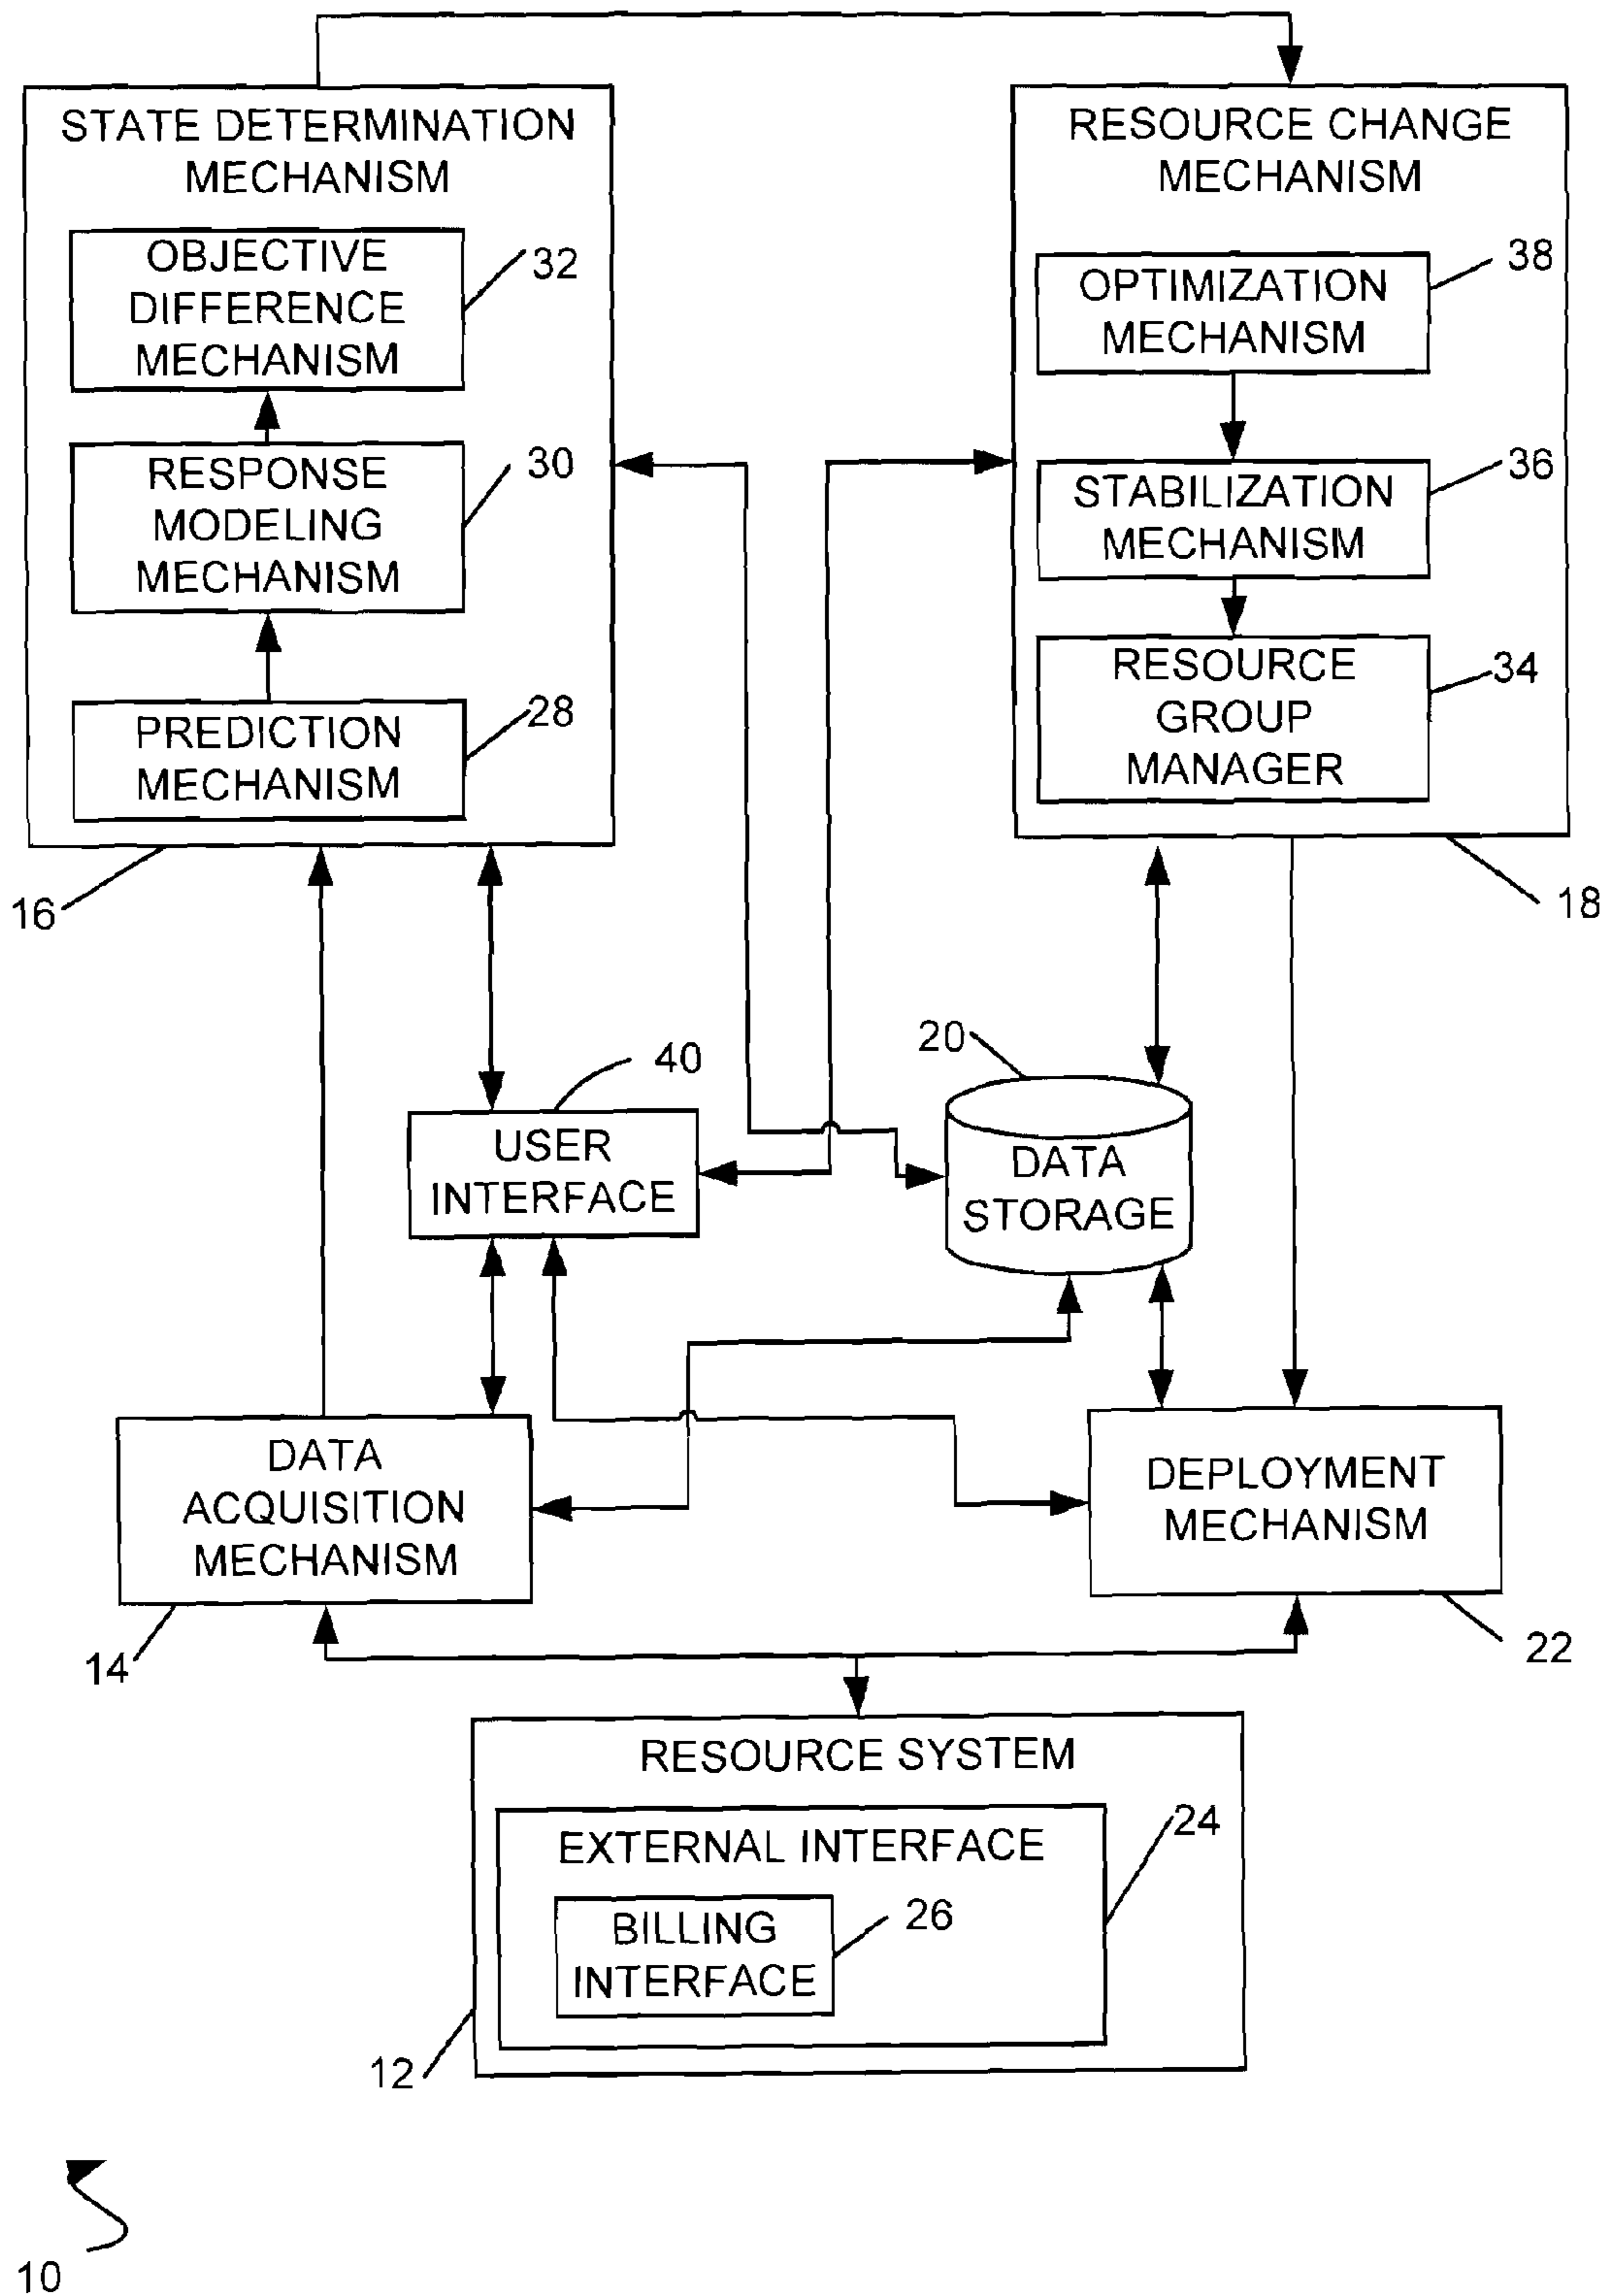 STATE DETERMINATION
MECHANISM
OBJECTIVE
DIFFERENCE
MECHANISM
32
RESPONSE
MODELING
MECHANISM
30
PREDICTION
MECHANISM
28
16
RESOURCE CHANGE
MECHANISM
OPTIMIZATION
MECHANISM
38
STABILIZATION
MECHANISM
36
RESOURCE
GROUP
MANAGER
34
18
40
USER
INTERFACE
20
DATA
STORAGE
DATA
ACQUISITION
MECHANISM
14
DEPLOYMENT
MECHANISM
22
RESOURCE SYSTEM
EXTERNAL INTERFACE
24
BILLING
INTERFACE
26
12
10